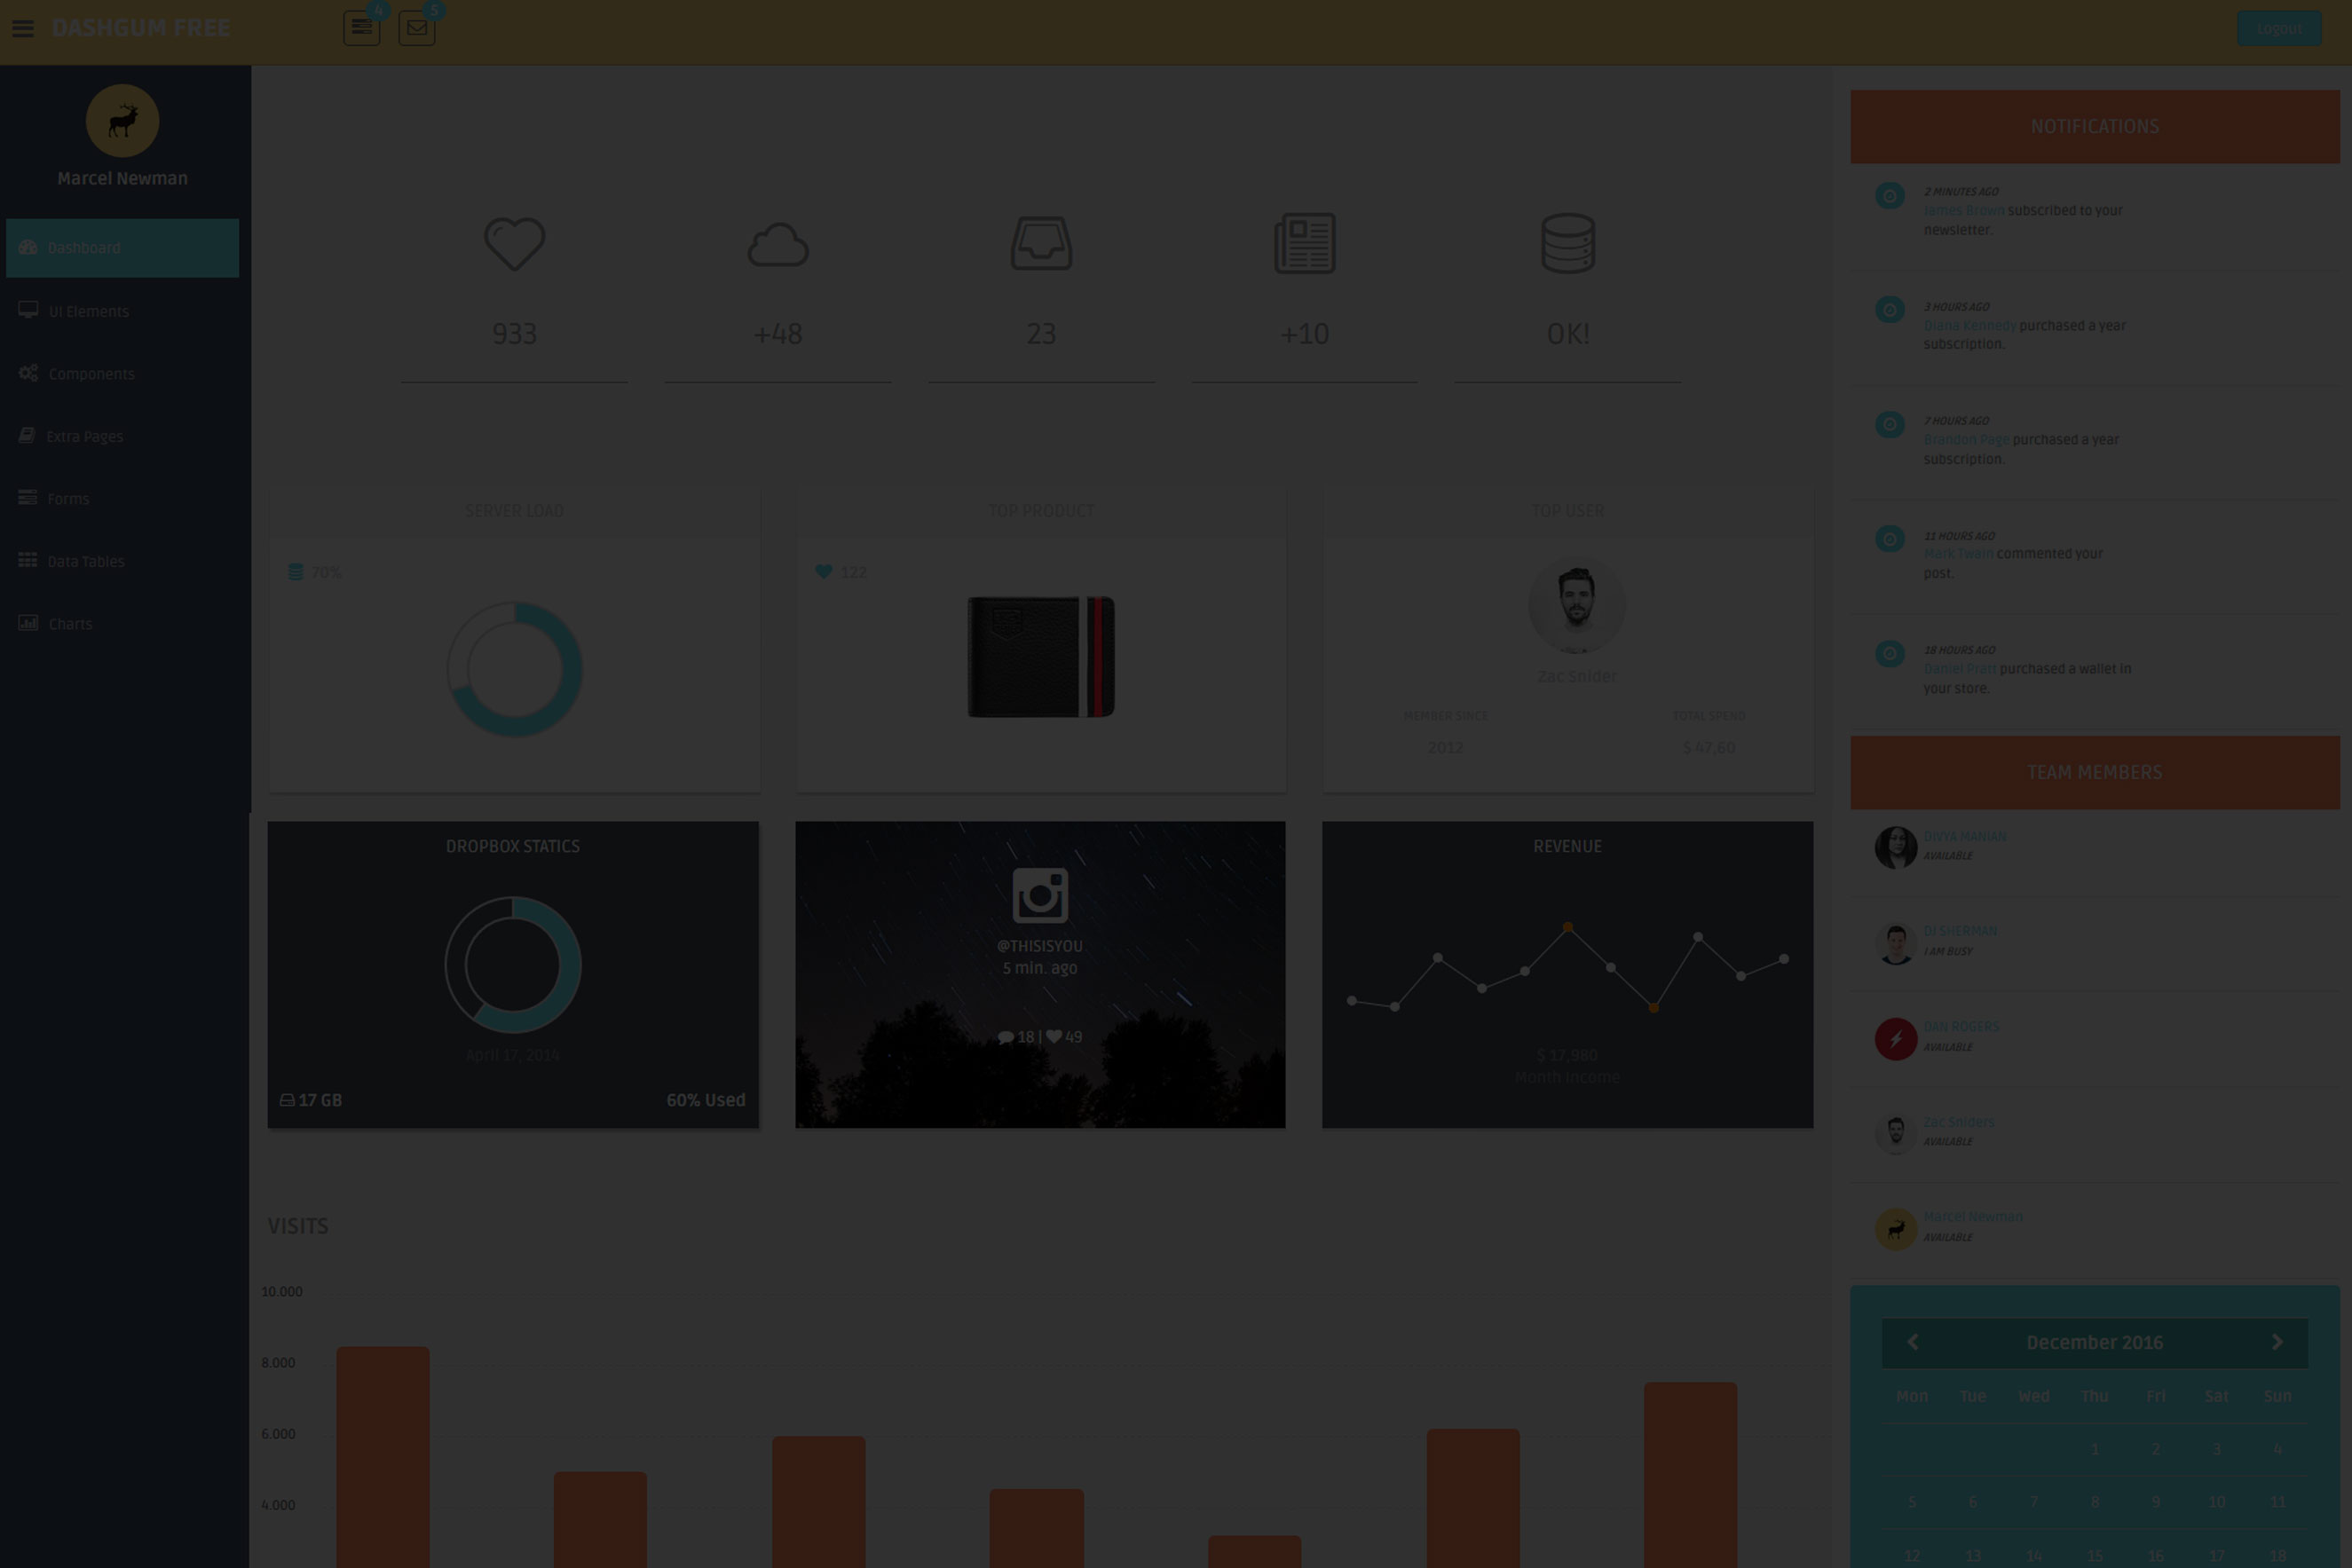 DASHGUM FREE
4
5
Logout
Marcel Newman
Dashboard
UI Elements
Components
Extra Pages
Forms
Data Tables
Charts
933
+48
23
+10
OK!
SERVER LOAD
70%
TOP PRODUCT
122
TOP USER
Zac Snider
MEMBER SINCE
TOTAL SPEND
2012
$ 47,60
DROPBOX STATICS
April 17, 2014
17 GB
60% Used
@THISISYOU
5 min. ago
18 | 49
REVENUE
$ 17,980
Month Income
VISITS
10.000
8.000
6.000
4.000
NOTIFICATIONS
2 MINUTES AGO
James Brown subscribed to your
newsletter.
3 HOURS AGO
Diana Kennedy purchased a year
subscription.
7 HOURS AGO
Brandon Page purchased a year
subscription.
11 HOURS AGO
Mark Twain commented your
post.
18 HOURS AGO
Daniel Pratt purchased a wallet in
your store.
TEAM MEMBERS
DIVYA MANIAN
AVAILABLE
DJ SHERMAN
I AM BUSY
DAN ROGERS
AVAILABLE
Zac Sniders
AVAILABLE
Marcel Newman
AVAILABLE
December 2016
Mon Tue Wed Thu Fri Sat Sun
1 2 3 4
5 6 7 8 9 10 11
12 13 14 15 16 17 18